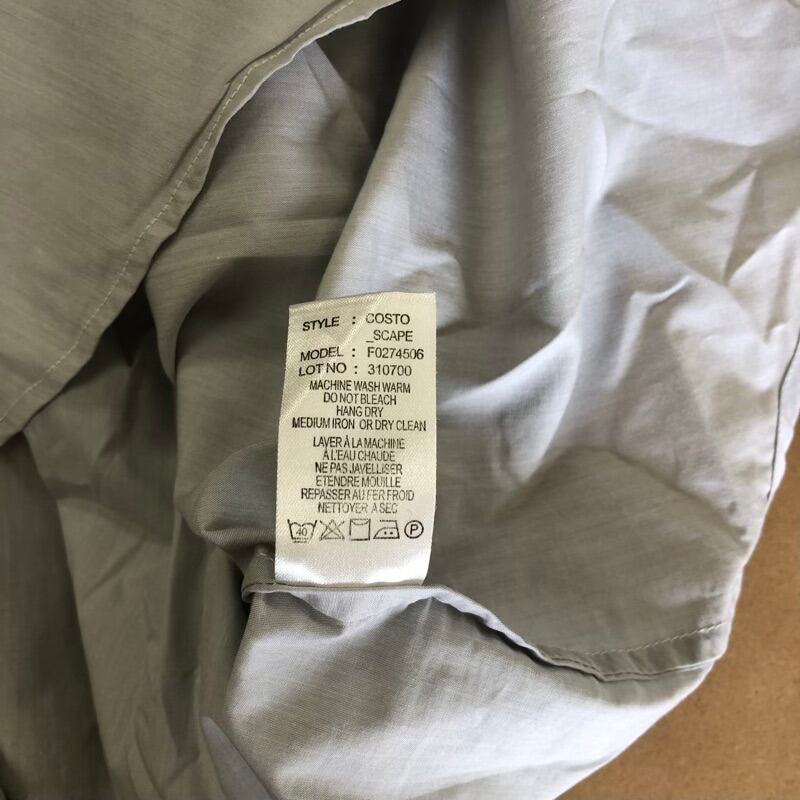 STYLE : COSTO
_SCAPE
MODEL : F0274506
LOT NO : 310700
MACHINE WASH WARM
DO NOT BLEACH
HANG DRY
MEDIUM IRON OR DRY CLEAN
LAVER À LA MACHINE
À L'EAU CHAUDE
NE PAS JAVELLISER
ETENDRE MOUILLE
REPASSER AU FER FROID
NETTOYER A SEC
40 P